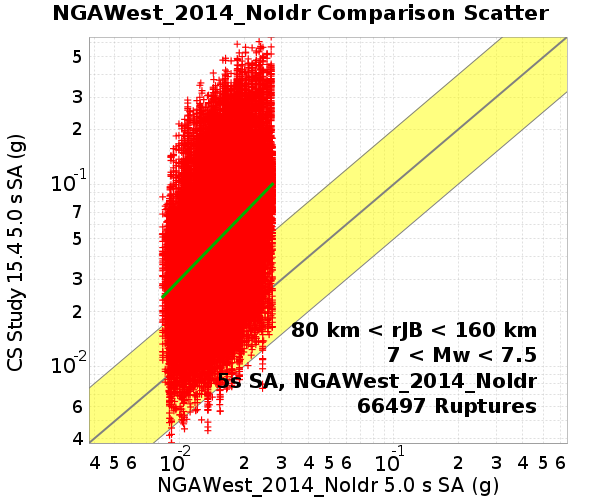 NGAWest_2014_NoIdr Comparison Scatter
CS Study 15.4 5.0 s SA (g)
5
3
2
10-1
7
5
3
2
10-2
6
4
80 km < rJB < 160 km
7 < Mw < 7.5
5s SA, NGAWest_2014_NoIdr
66497 Ruptures
4 5 6 10-2 2 3 4 5 6 10-1 2 3 4 5 6
NGAWest_2014_NoIdr 5.0 s SA (g)